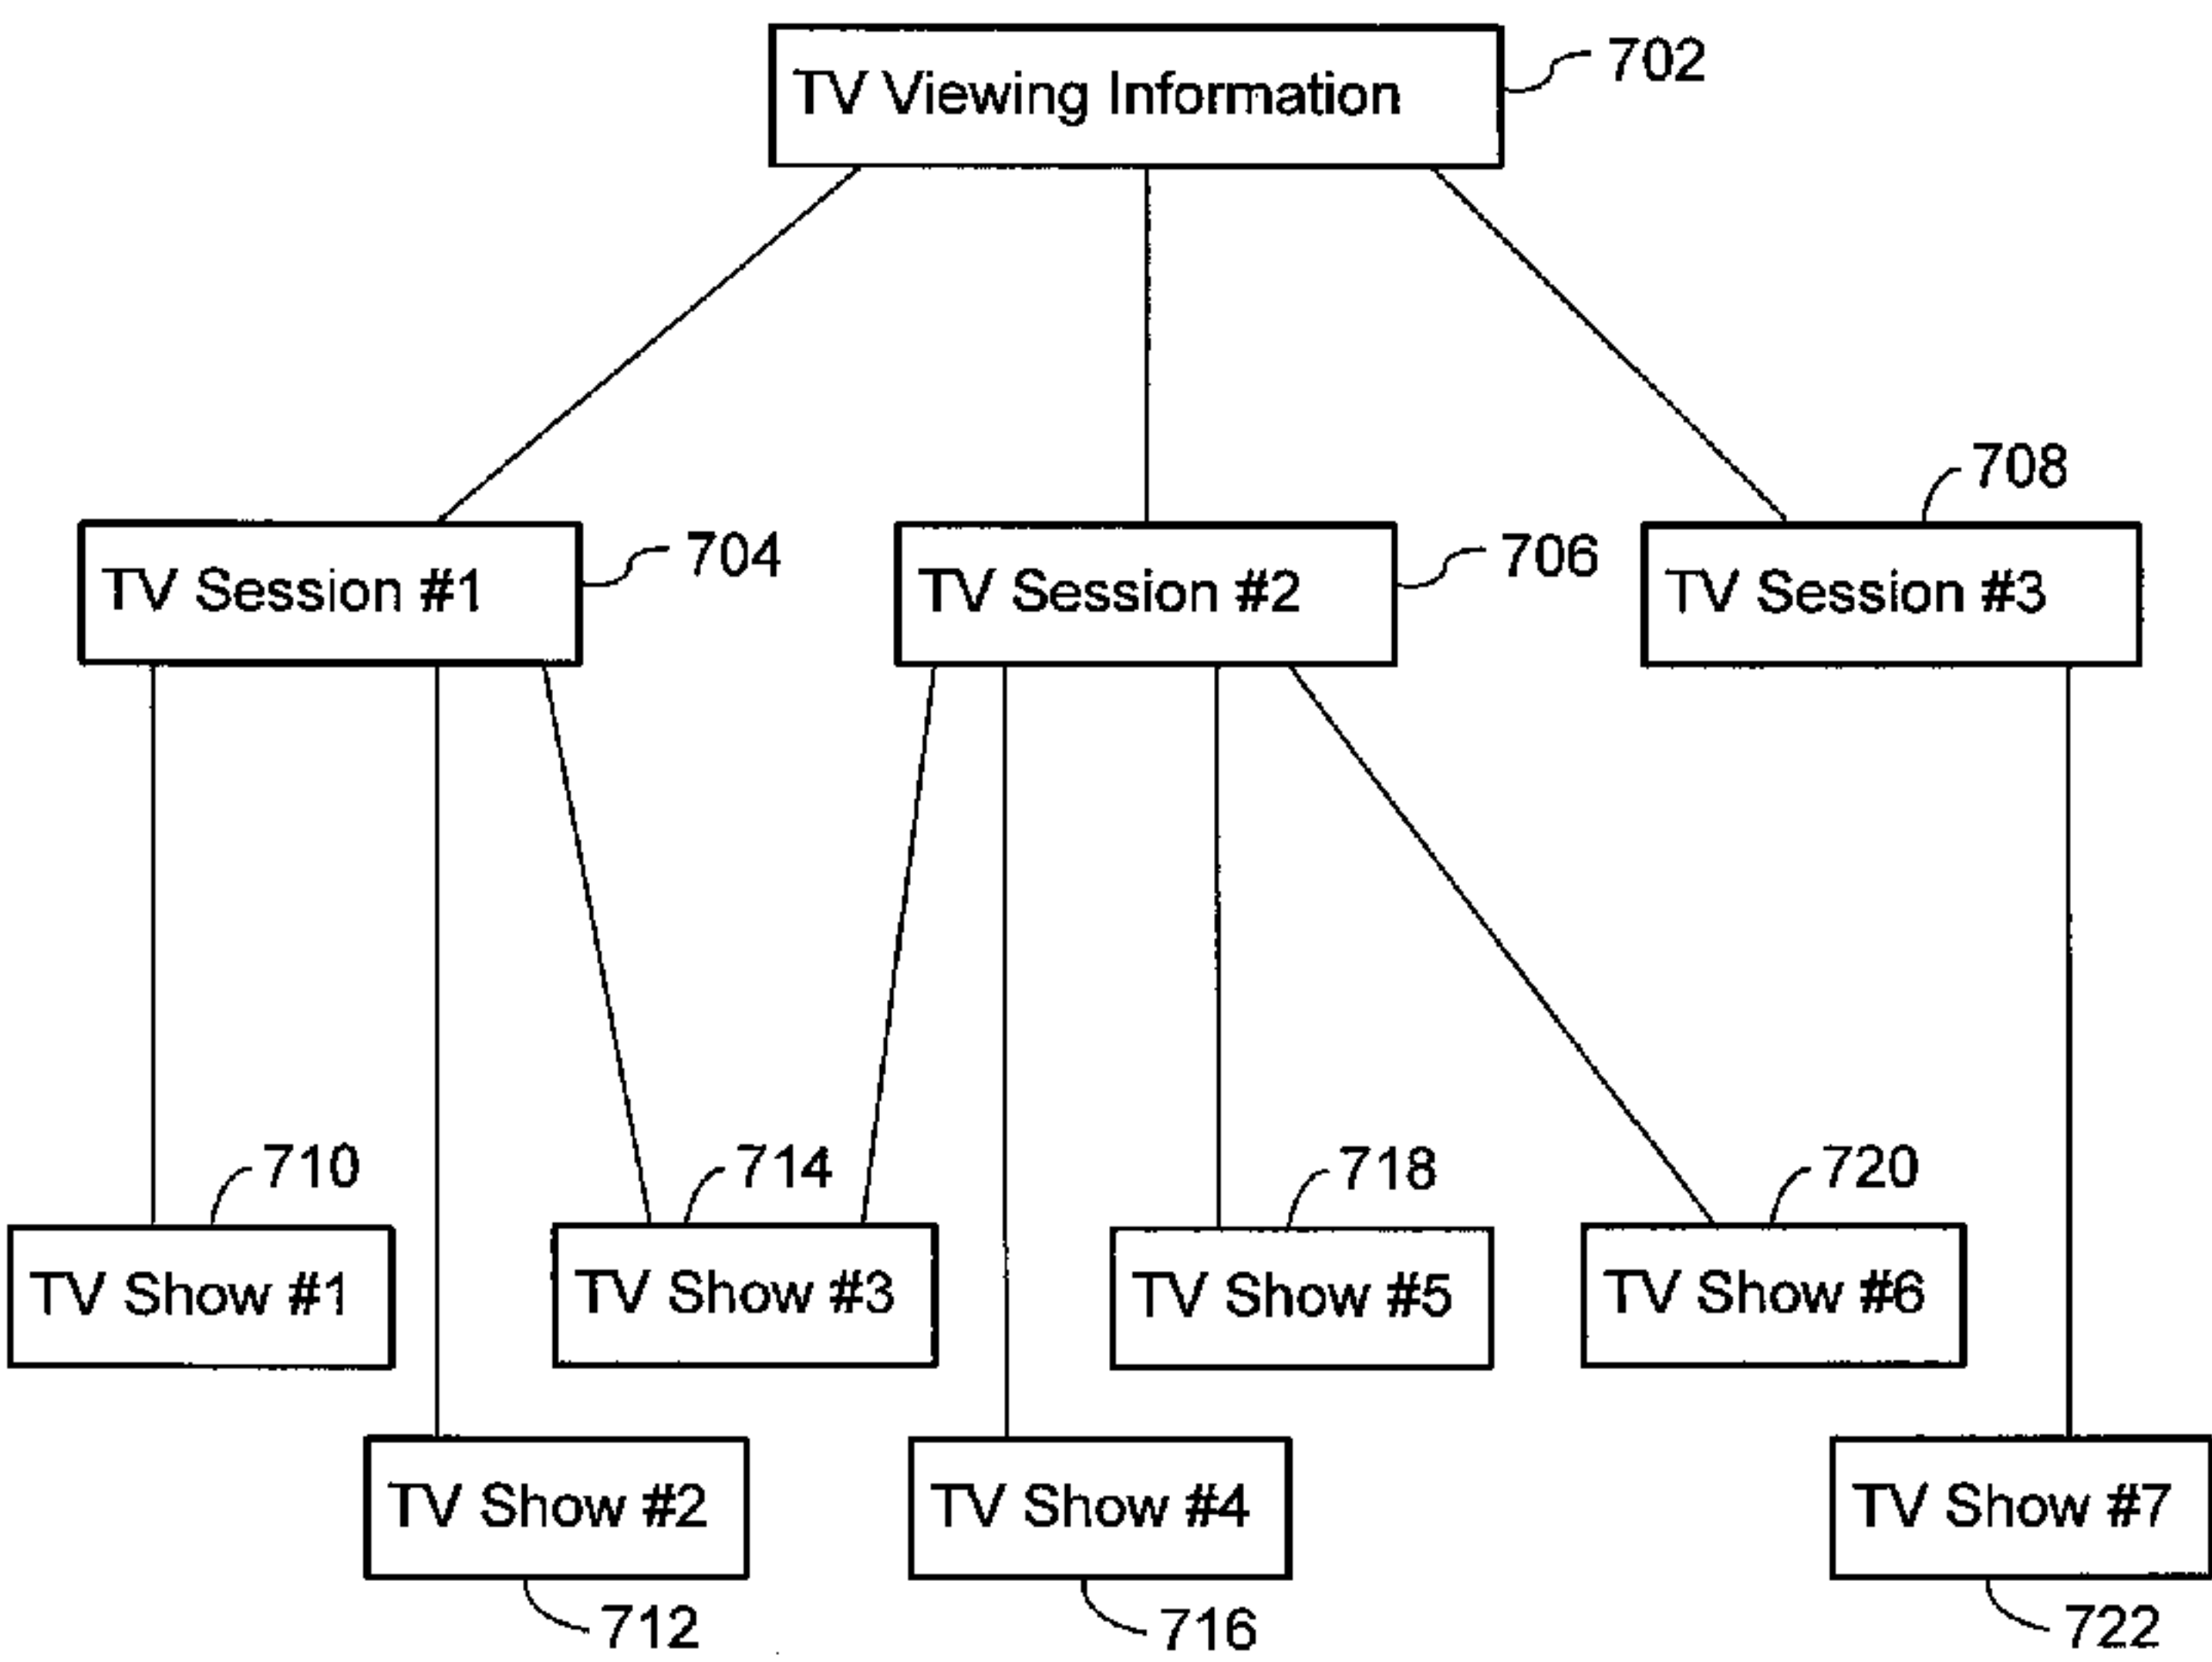 TV Viewing Information
702
TV Session #1
704
TV Session #2
706
TV Session #3
708
TV Show #1
710
TV Show #3
714
TV Show #5
718
TV Show #6
720
TV Show #2
712
TV Show #4
716
TV Show #7
722